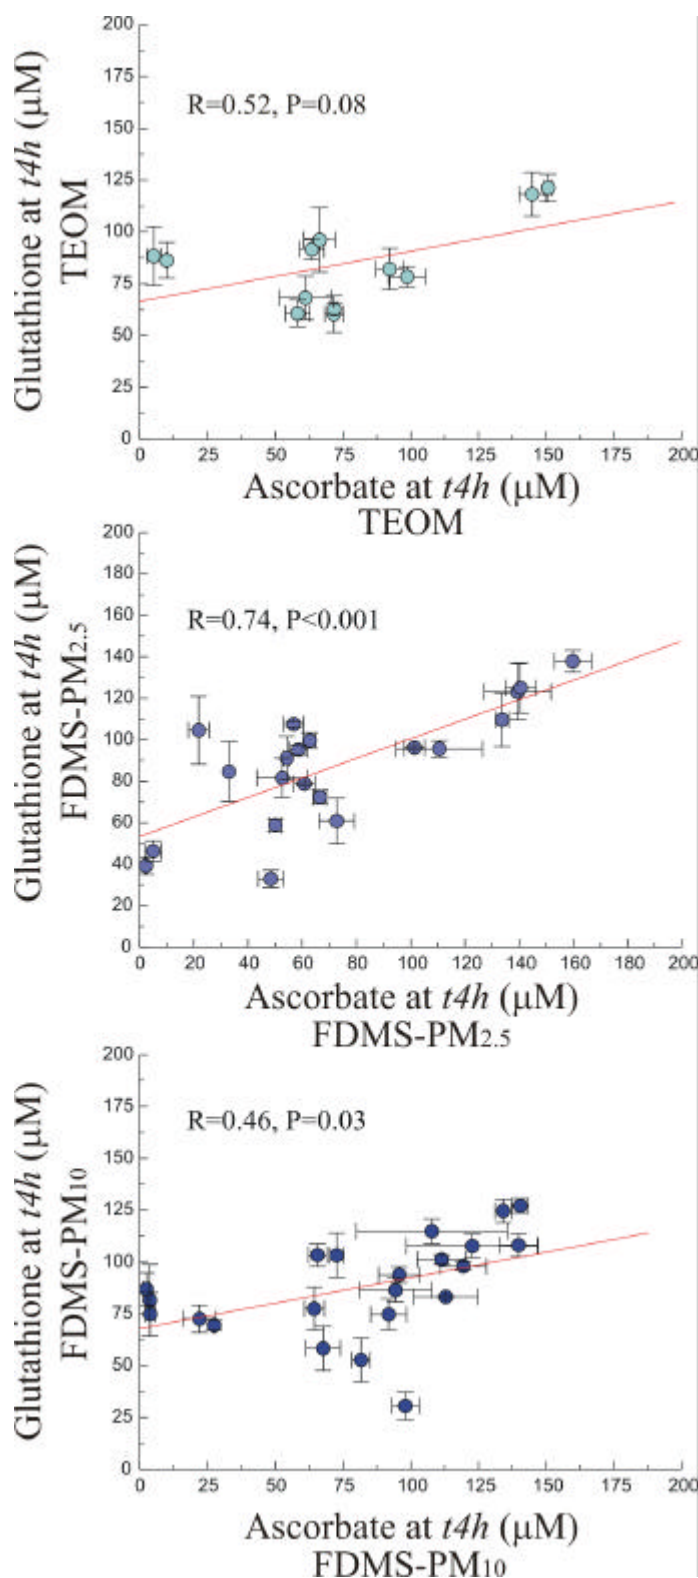 Glutathione at t4h (μM)
TEOM
200
175
150
125
100
75
50
25
0
R=0.52, P=0.08
0 25 50 75 100 125 150 175 200
Ascorbate at t4h (μM)
TEOM
Glutathione at t4h (μM)
FDMS-PM2.5
200
180
160
140
120
100
80
60
40
20
0
R=0.74, P<0.001
0 20 40 60 80 100 120 140 160 180 200
Ascorbate at t4h (μM)
FDMS-PM2.5
Glutathione at t4h (μM)
FDMS-PM10
200
175
150
125
100
75
50
25
0
R=0.46, P=0.03
0 25 50 75 100 125 150 175 200
Ascorbate at t4h (μM)
FDMS-PM10